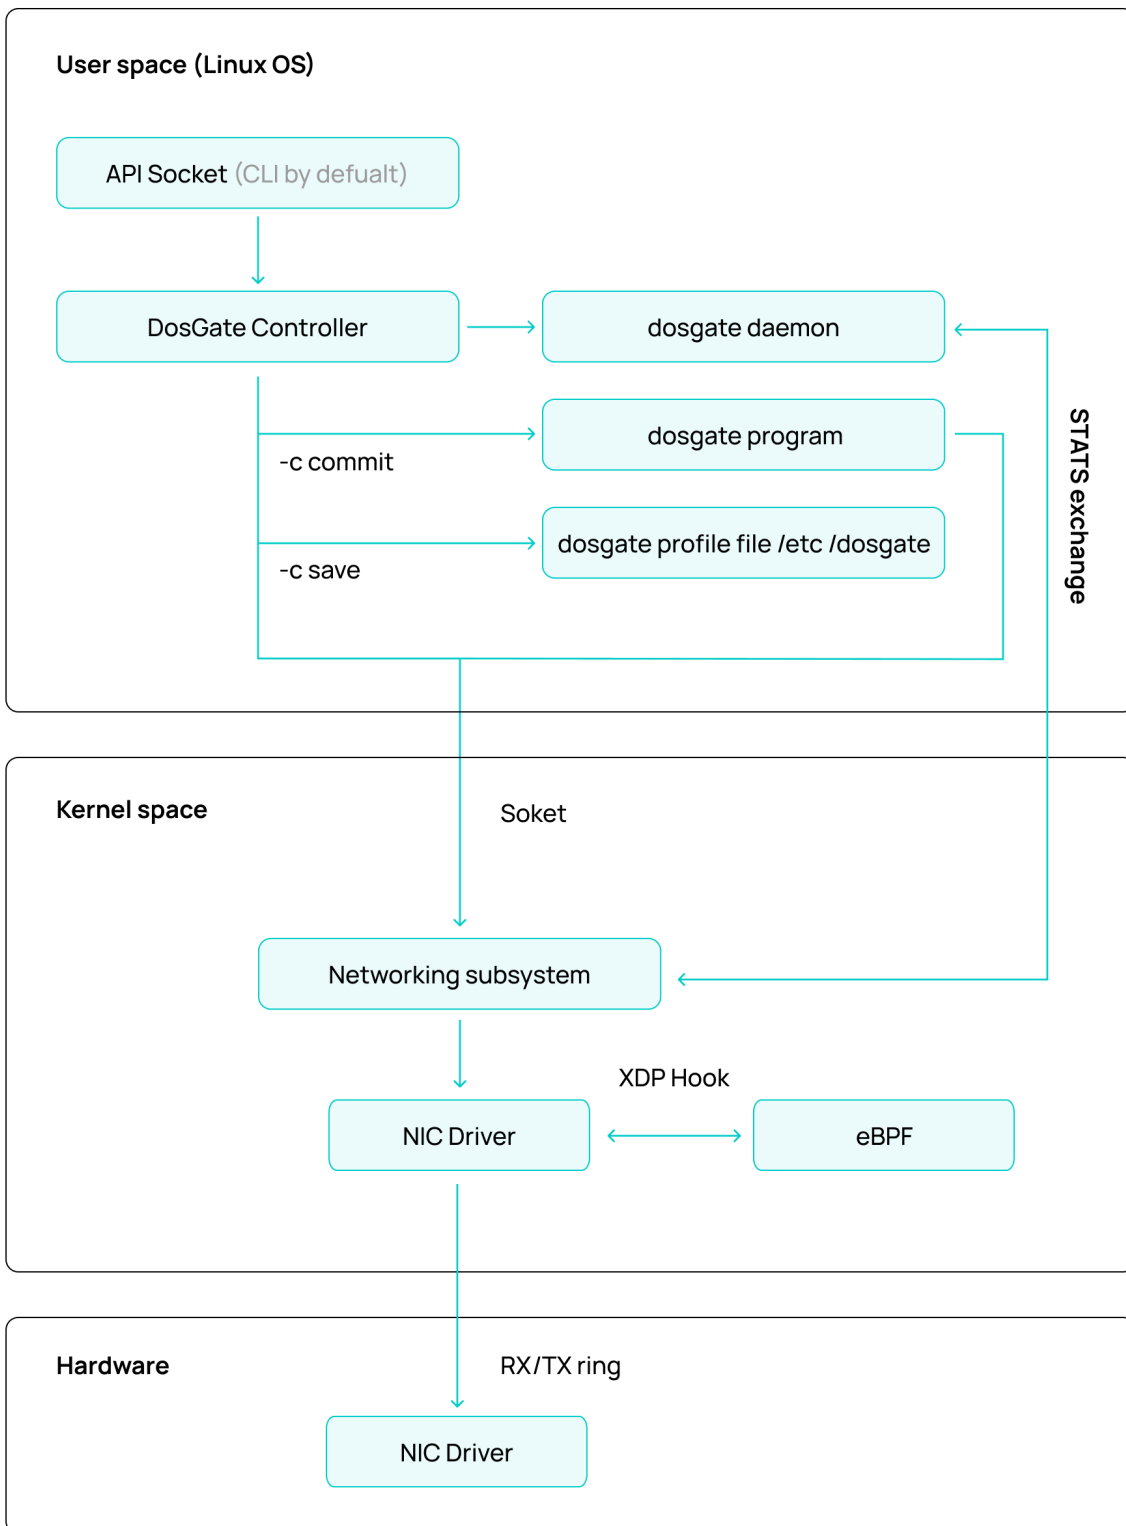 User space (Linux OS)
API Socket (CLI by defualt)
DosGate Controller
dosgate daemon
dosgate program
-c commit
dosgate profile file /etc /dosgate
-c save
STATS exchange
Kernel space
Soket
Networking subsystem
XDP Hook
NIC Driver
eBPF
Hardware
RX/TX ring
NIC Driver